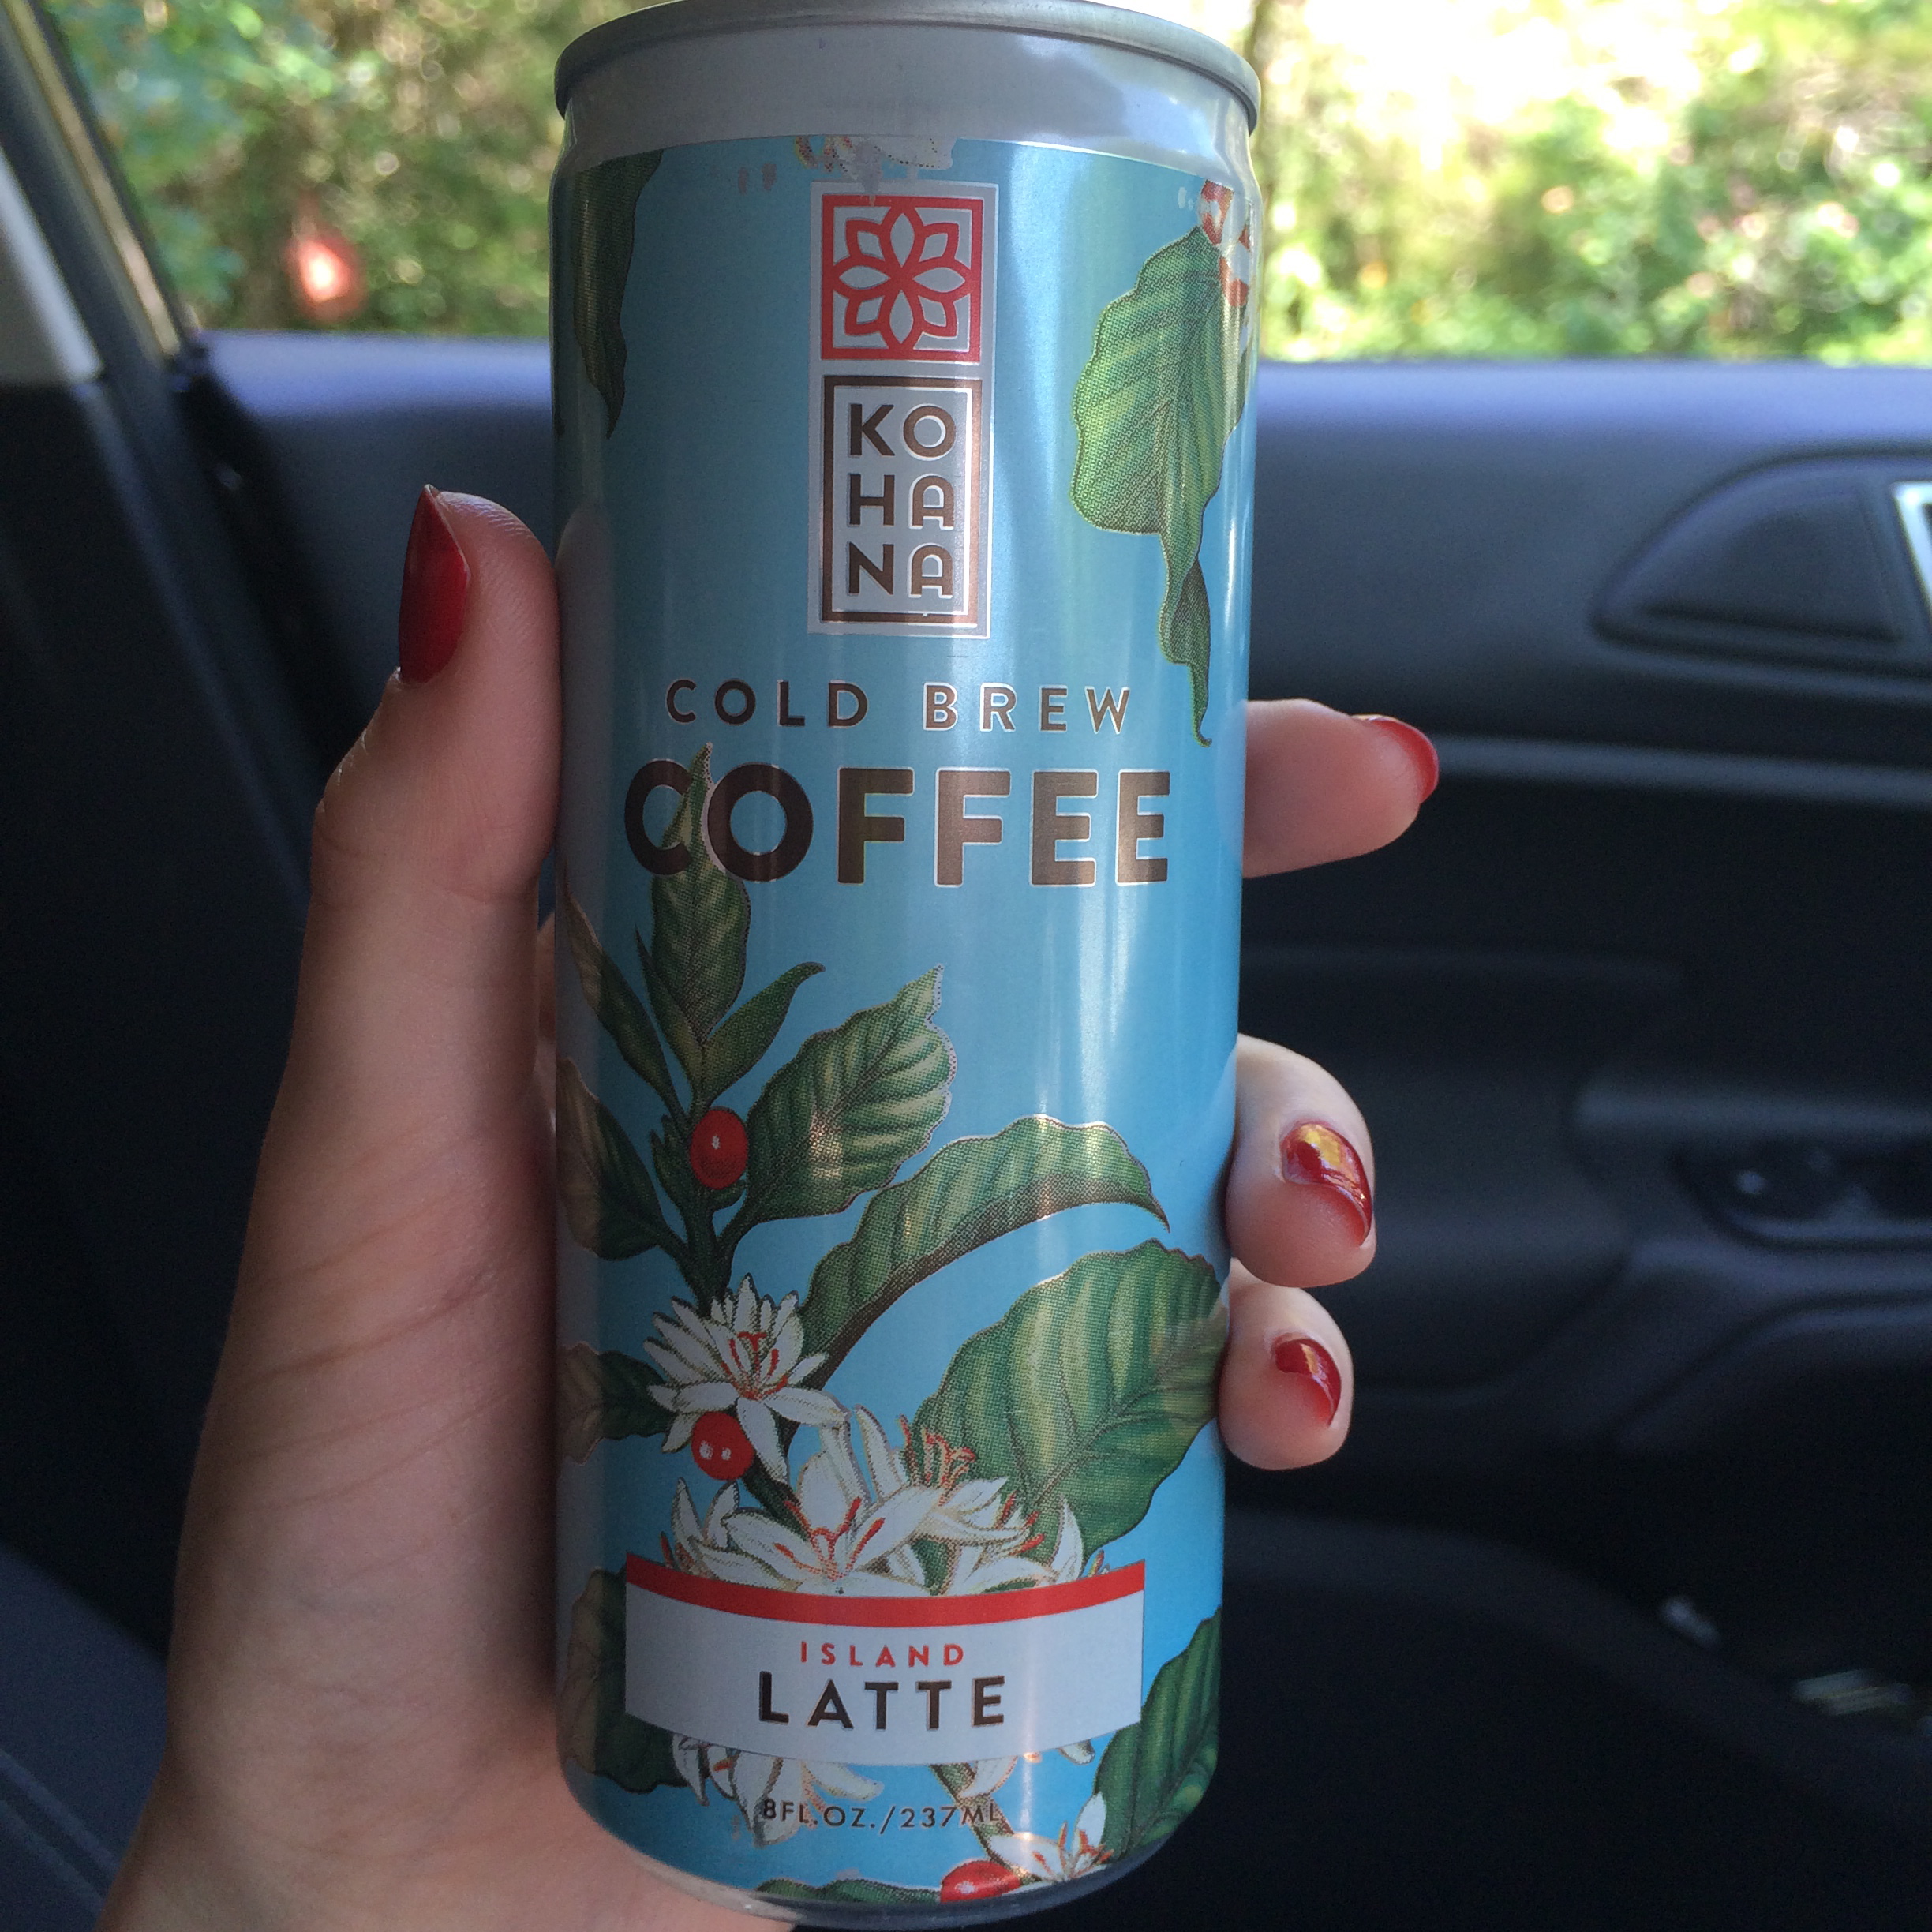 KO
HA
NA
COLD BREW
COFFEE
ISLAND
LATTE
8FL.OZ./237ML